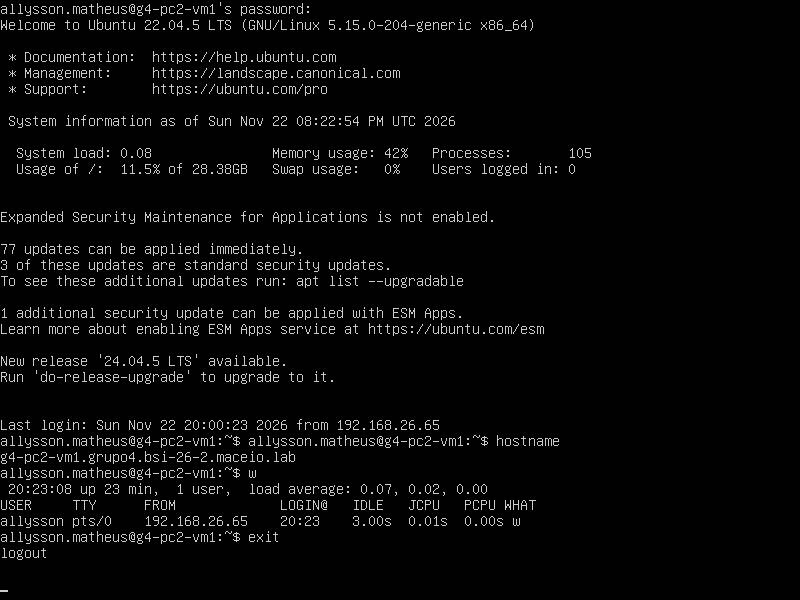 allysson.matheus@g4-pc2-vm1's password:
Welcome to Ubuntu 22.04.5 LTS (GNU/Linux 5.15.0-204-generic x86_64)
* Documentation:  https://help.ubuntu.com
* Management:     https://landscape.canonical.com
* Support:        https://ubuntu.com/pro
System information as of Sun Nov 22 08:22:54 PM UTC 2026
System load: 0.08               Memory usage: 42%   Processes:       105
Usage of /:  11.5% of 28.38GB   Swap usage:   0%    Users logged in: 0
Expanded Security Maintenance for Applications is not enabled.
77 updates can be applied immediately.
3 of these updates are standard security updates.
To see these additional updates run: apt list --upgradable
1 additional security update can be applied with ESM Apps.
Learn more about enabling ESM Apps service at https://ubuntu.com/esm
New release '24.04.5 LTS' available.
Run 'do-release-upgrade' to upgrade to it.
Last login: Sun Nov 22 20:00:23 2026 from 192.168.26.65
allysson.matheus@g4-pc2-vm1:~$ allysson.matheus@g4-pc2-vm1:~$ hostname
g4-pc2-vm1.grupo4.bsi-26-2.maceio.lab
allysson.matheus@g4-pc2-vm1:~$ w
20:23:08 up 23 min,  1 user,  load average: 0.07, 0.02, 0.00
USER     TTY      FROM             LOGIN@   IDLE   JCPU   PCPU WHAT
allysson pts/0    192.168.26.65    20:23    3.00s  0.01s  0.00s w
allysson.matheus@g4-pc2-vm1:~$ exit
logout